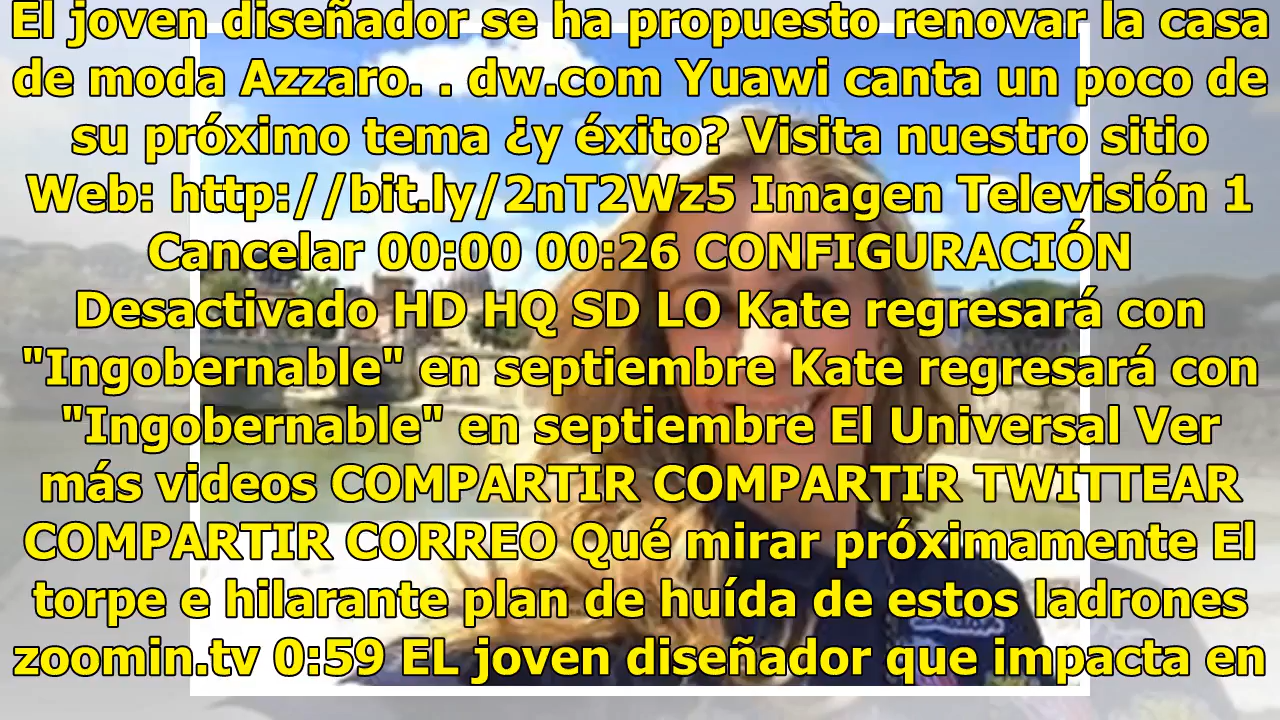 El joven diseñador se ha propuesto renovar la casa
de moda Azzaro. . dw.com Yuawi canta un poco de
su próximo tema ¿y éxito? Visita nuestro sitio
Web: http://bit.ly/2nT2Wz5 Imagen Televisión 1
Cancelar 00:00 00:26 CONFIGURACIÓN
Desactivado HD HQ SD LO Kate regresará con
"Ingobernable" en septiembre Kate regresará con
"Ingobernable" en septiembre El Universal Ver
más videos COMPARTIR COMPARTIR TWITTEAR
COMPARTIR CORREO Qué mirar próximamente El
torpe e hilarante plan de huída de estos ladrones
zoomin.tv 0:59 EL joven diseñador que impacta en